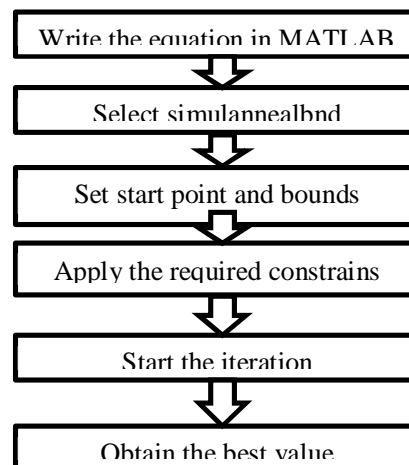 Write the equation in MATLAB
Select simulannealbnd
Set start point and bounds
Apply the required constrains
Start the iteration
Obtain the best value